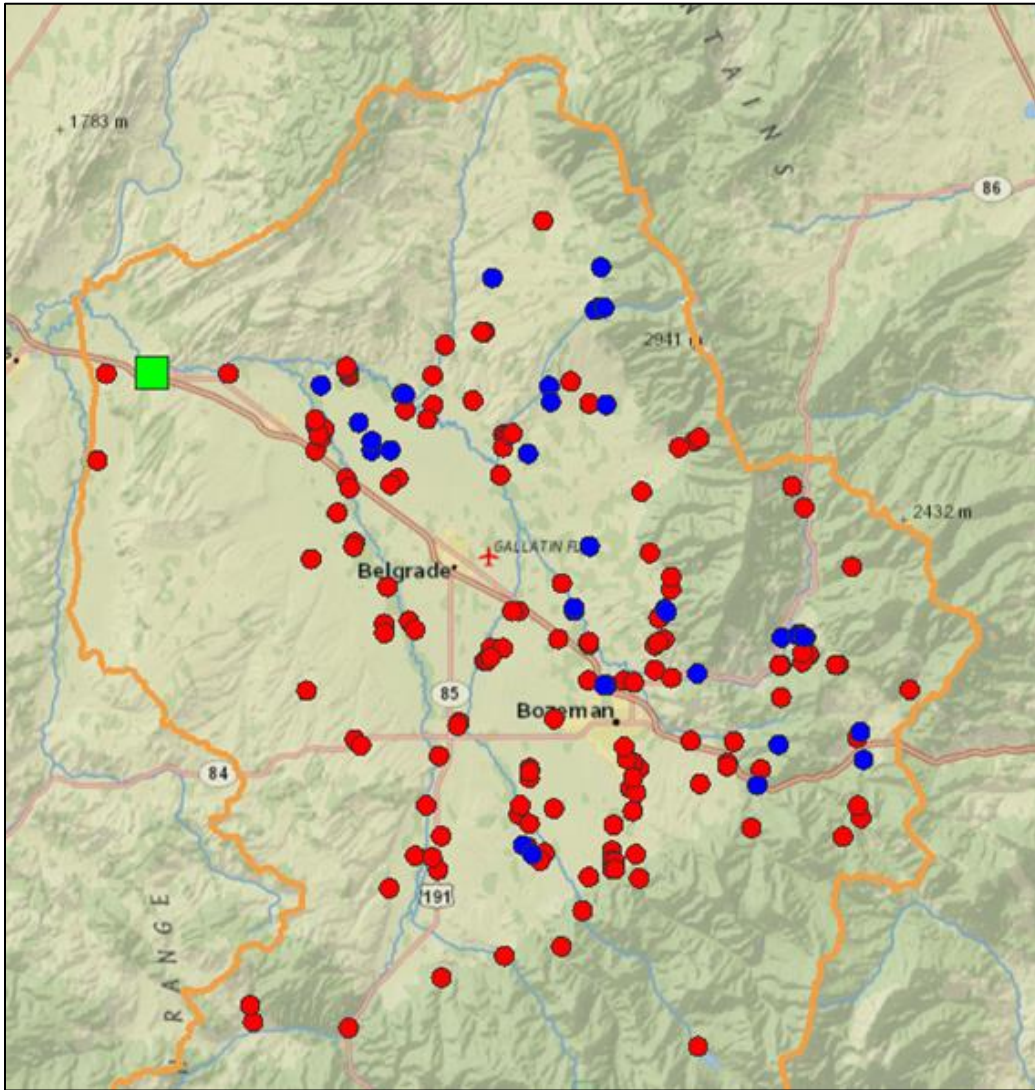 N T A I N S
1783 m
86
2941 m
s
2432 m
GALLATIN FI
Belgrade
85
Bozeman
84
191
RANGE